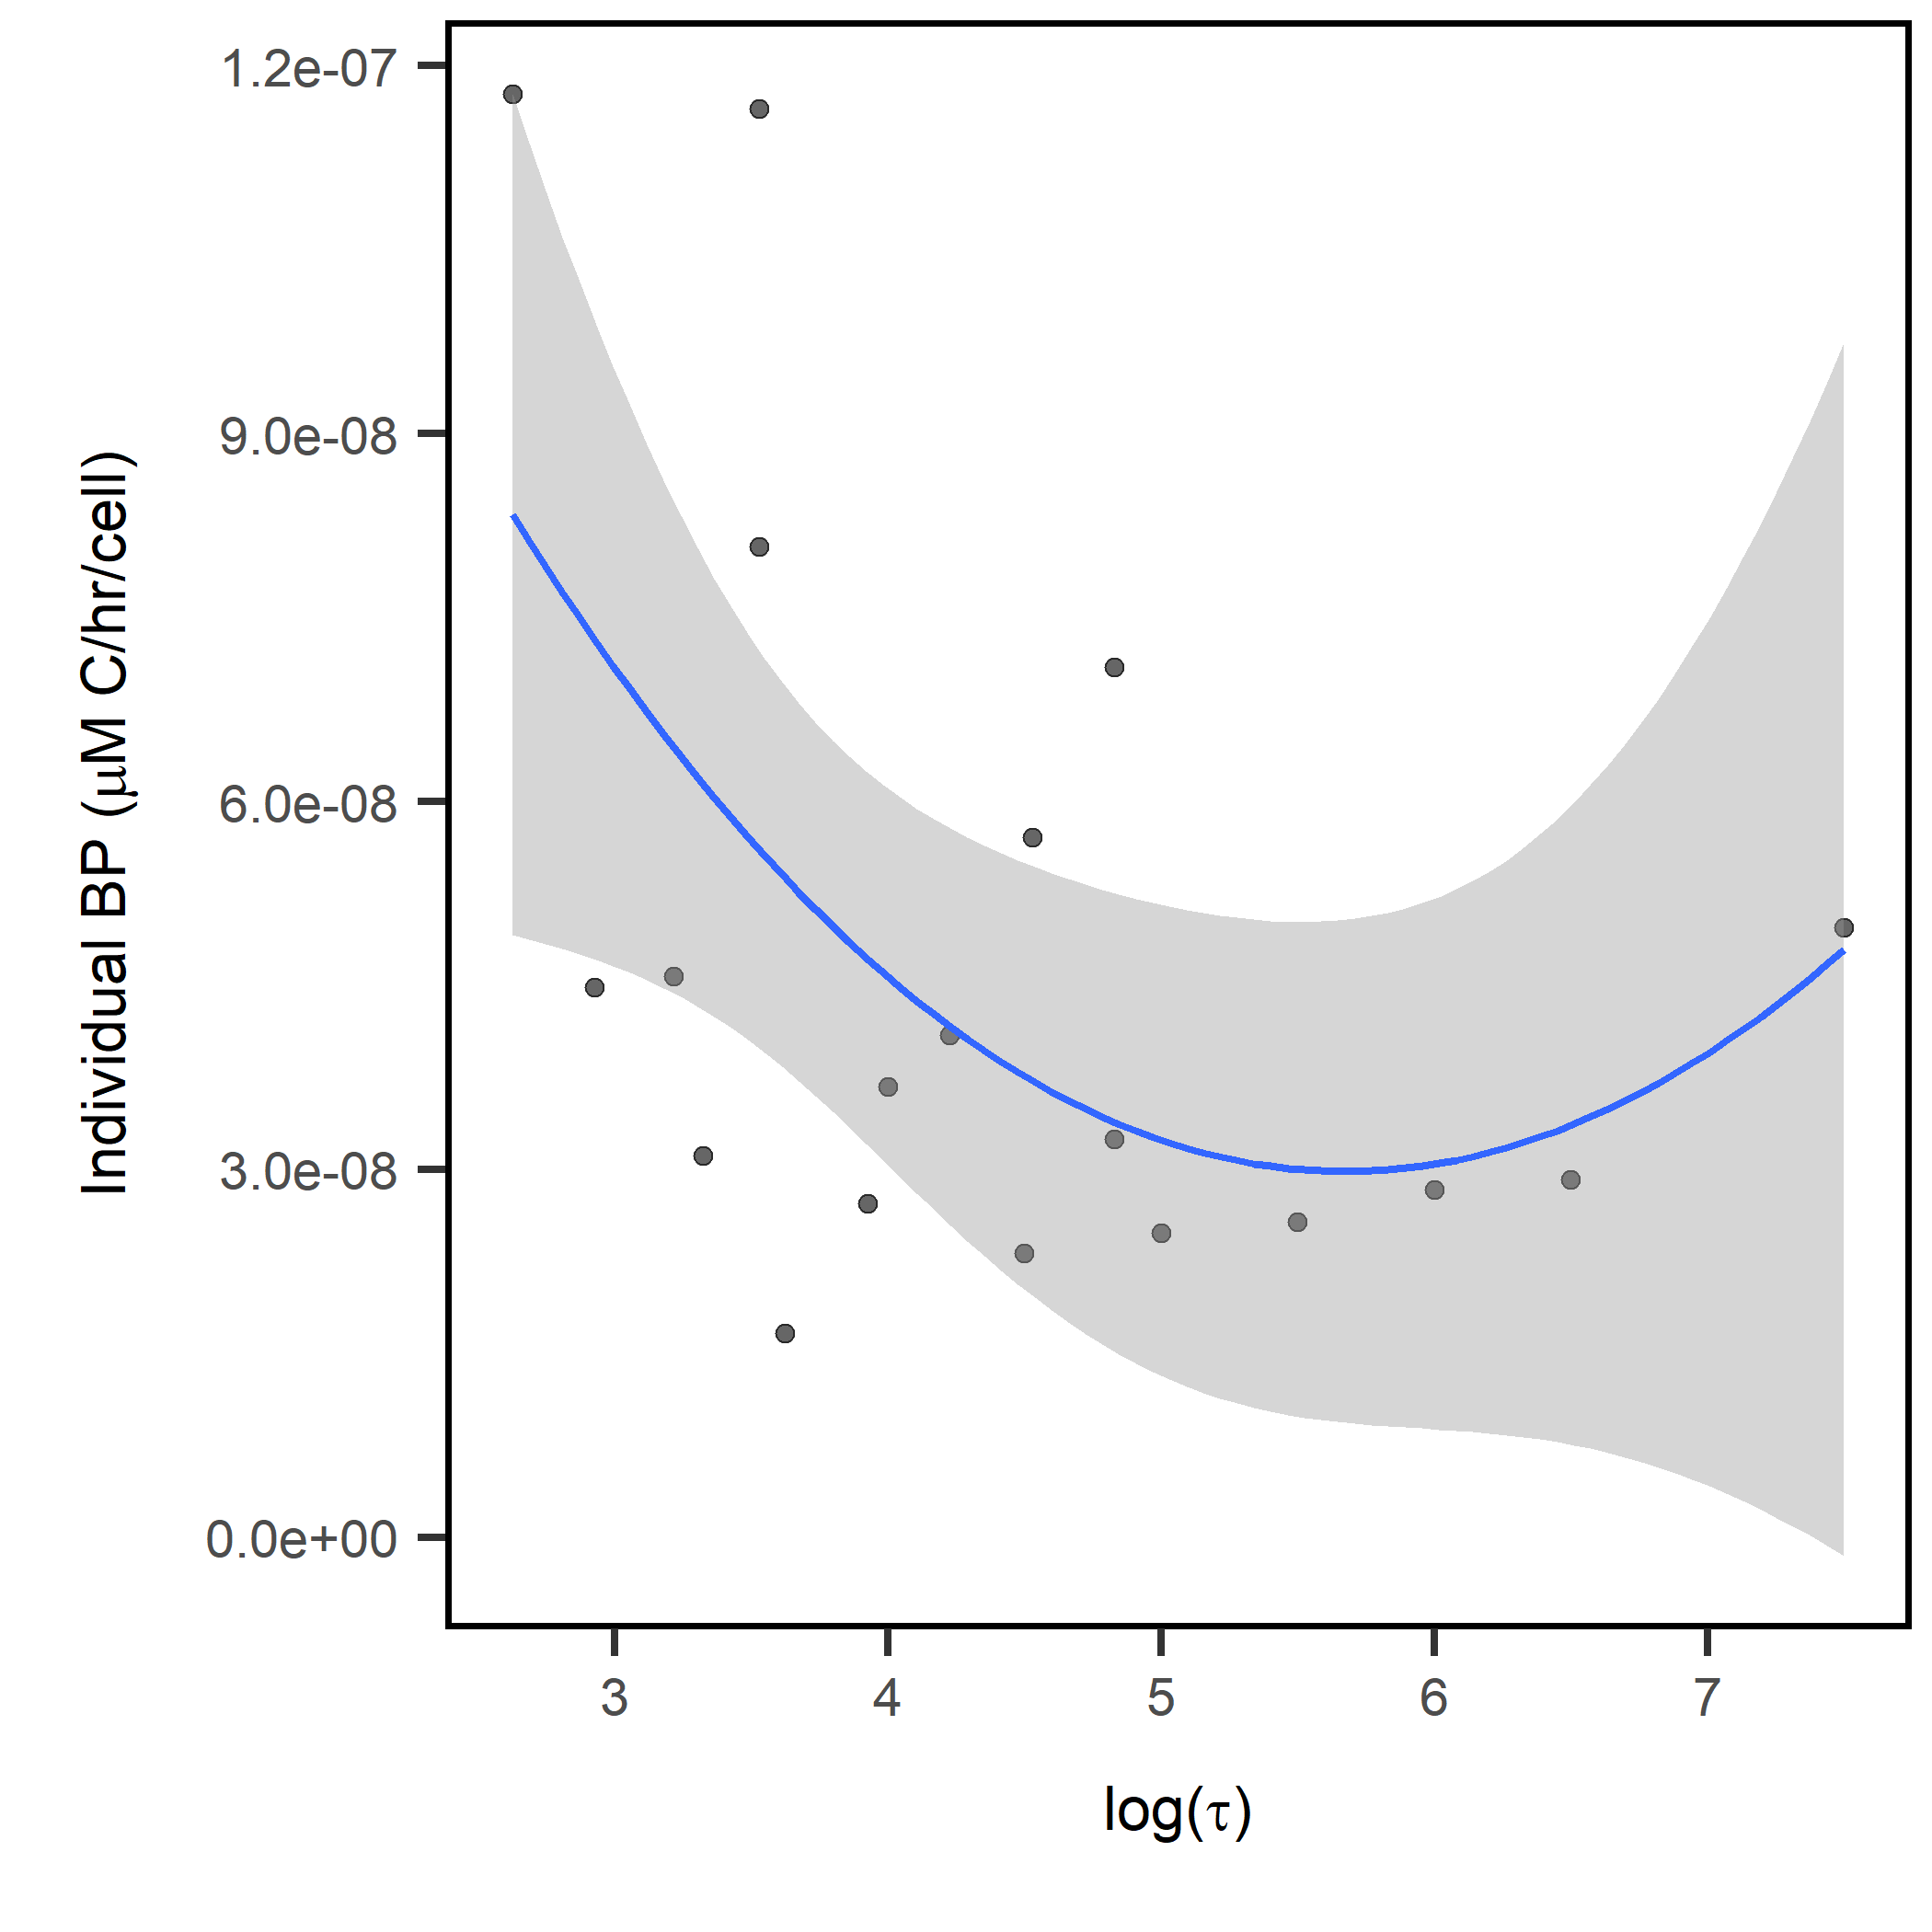 1.2e-07
9.0e-08
6.0e-08
3.0e-08
0.0e+00
Individual BP (μM C/hr/cell)
3 4 5 6 7
log(τ)